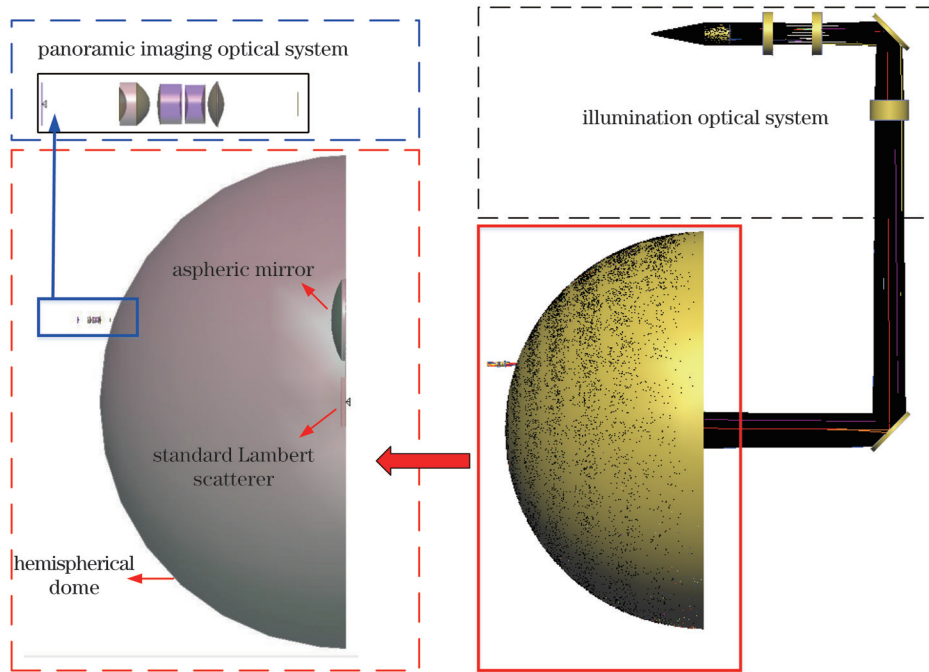 panoramic imaging optical system
illumination optical system
aspheric mirror
standard Lambert
scatterer
hemispherical
dome